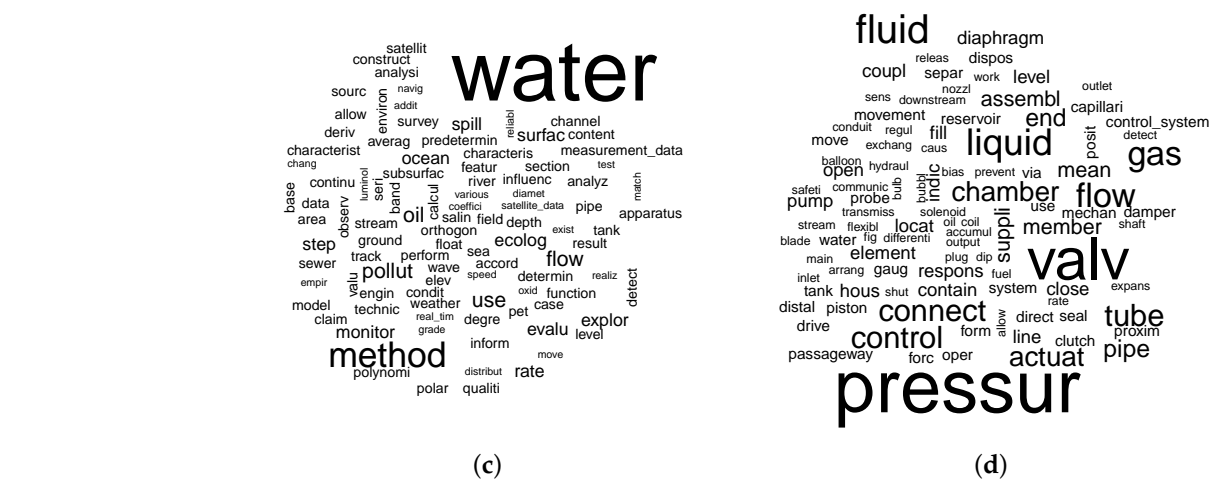 satellit
construct
analysi
water
sourc
environ
navig
addit
allow
survey
spill
reliabl
channel
deriv
averag
predetermin
surfac
content
characterist
ocean
characteris
measurement_data
chang
subsurfac
featur
section
test
base
continu
luminol
seri
band
calcul
river
influenc
analyz
match
data
various
diamet
coeffici
satellite_data
pipe
area
observ
stream
oil
salin
field
depth
apparatus
orthogon
exist
tank
step
ground
float
ecolog
result
sewer
track
perform
sea
accord
flow
empir
valu
pollut
wave
elev
speed
determin
realiz
detect
engin
condit
oxid
function
model
technic
weather
use
pet
case
claim
real_tim
degre
explor
monitor
grade
evalu
level
method
inform
move
polynomi
distribut
rate
polar
qualiti
(c)
fluid
diaphragm
releas
dispos
coupl
separ
work
level
outlet
nozzl
sens
downstream
assembl
capillari
movement
reservoir
end
control_system
conduit
regul
fill
liquid
posit
detect
move
exchang
caus
gas
balloon
hydraul
open
indic
bias
prevent
via
mean
safeti
communic
bulb
bubbl
chamber
flow
pump
probe
use
transmiss
solenoid
mechan
damper
stream
flexibl
locat
oil
coil
suppli
member
shaft
accumul
blade
water
fig
differenti
output
valv
main
element
plug
dip
inlet
arrang
gaug
respons
fuel
tank
hous
shut
contain
system
close
expans
rate
distal
piston
connect
allow
direct
seal
tube
drive
control
form
proxim
line
clutch
passageway
forc
oper
actuat
pipe
pressur
(d)